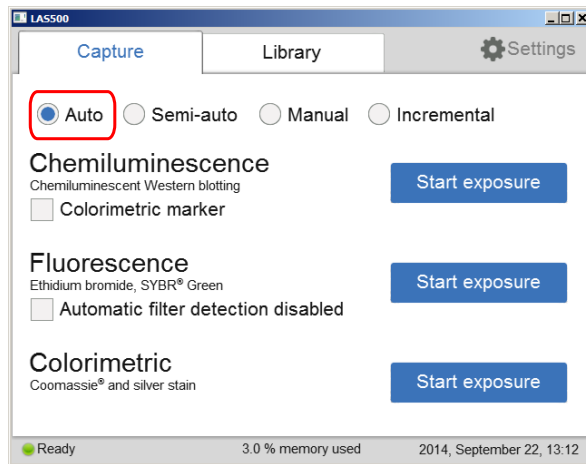 LAS500
Capture Library Settings
Auto Semi-auto Manual Incremental
Chemiluminescence
Chemiluminescent Western blotting
Start exposure
Colorimetric marker
Fluorescence
Ethidium bromide, SYBR® Green
Start exposure
Automatic filter detection disabled
Colorimetric
Coomassie® and silver stain
Start exposure
Ready 3.0 % memory used 2014, September 22, 13:12